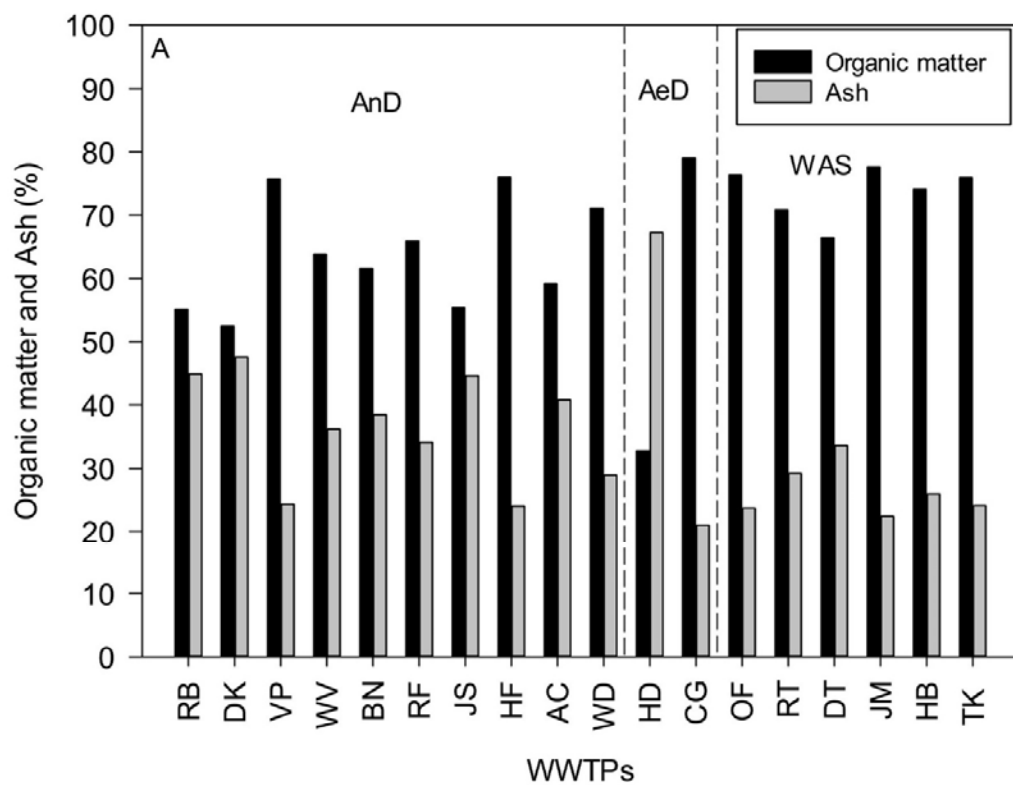 A
AnD
AeD
WAS
Organic matter
Ash
Organic matter and Ash (%)
100
90
80
70
60
50
40
30
20
10
0
RB DK VP WV BN RF JS HF AC WD HD CG OF RT DT JM HB TK
WWTPs